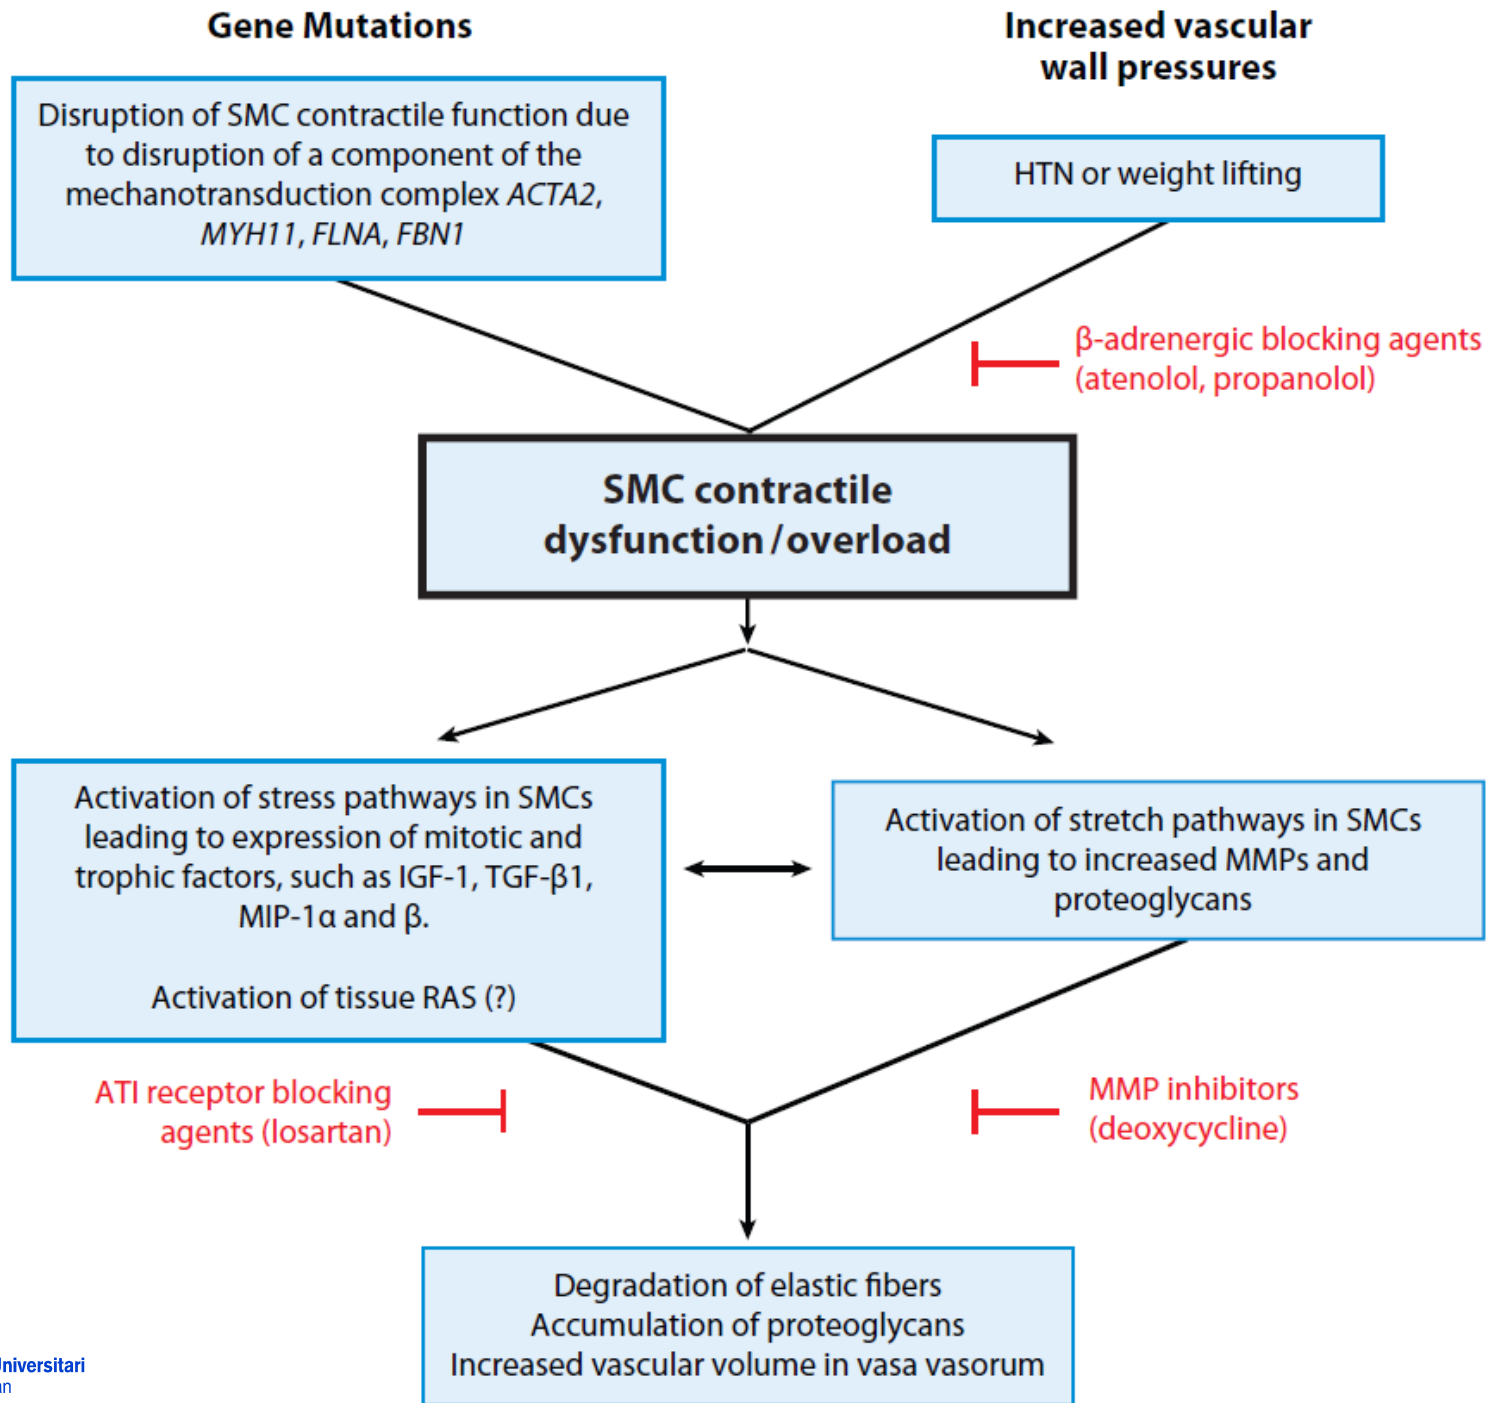 Gene Mutations
Increased vascular
wall pressures
Disruption of SMC contractile function due
to disruption of a component of the
mechanotransduction complex ACTA2,
MYH11, FLNA, FBN1
HTN or weight lifting
β-adrenergic blocking agents
(atenolol, propanolol)
SMC contractile
dysfunction/overload
Activation of stress pathways in SMCs
leading to expression of mitotic and
trophic factors, such as IGF-1, TGF-β1,
MIP-1α and β.
Activation of tissue RAS (?)
Activation of stretch pathways in SMCs
leading to increased MMPs and
proteoglycans
ATI receptor blocking
agents (losartan)
MMP inhibitors
(deoxycycline)
Degradation of elastic fibers
Accumulation of proteoglycans
Increased vascular volume in vasa vasorum